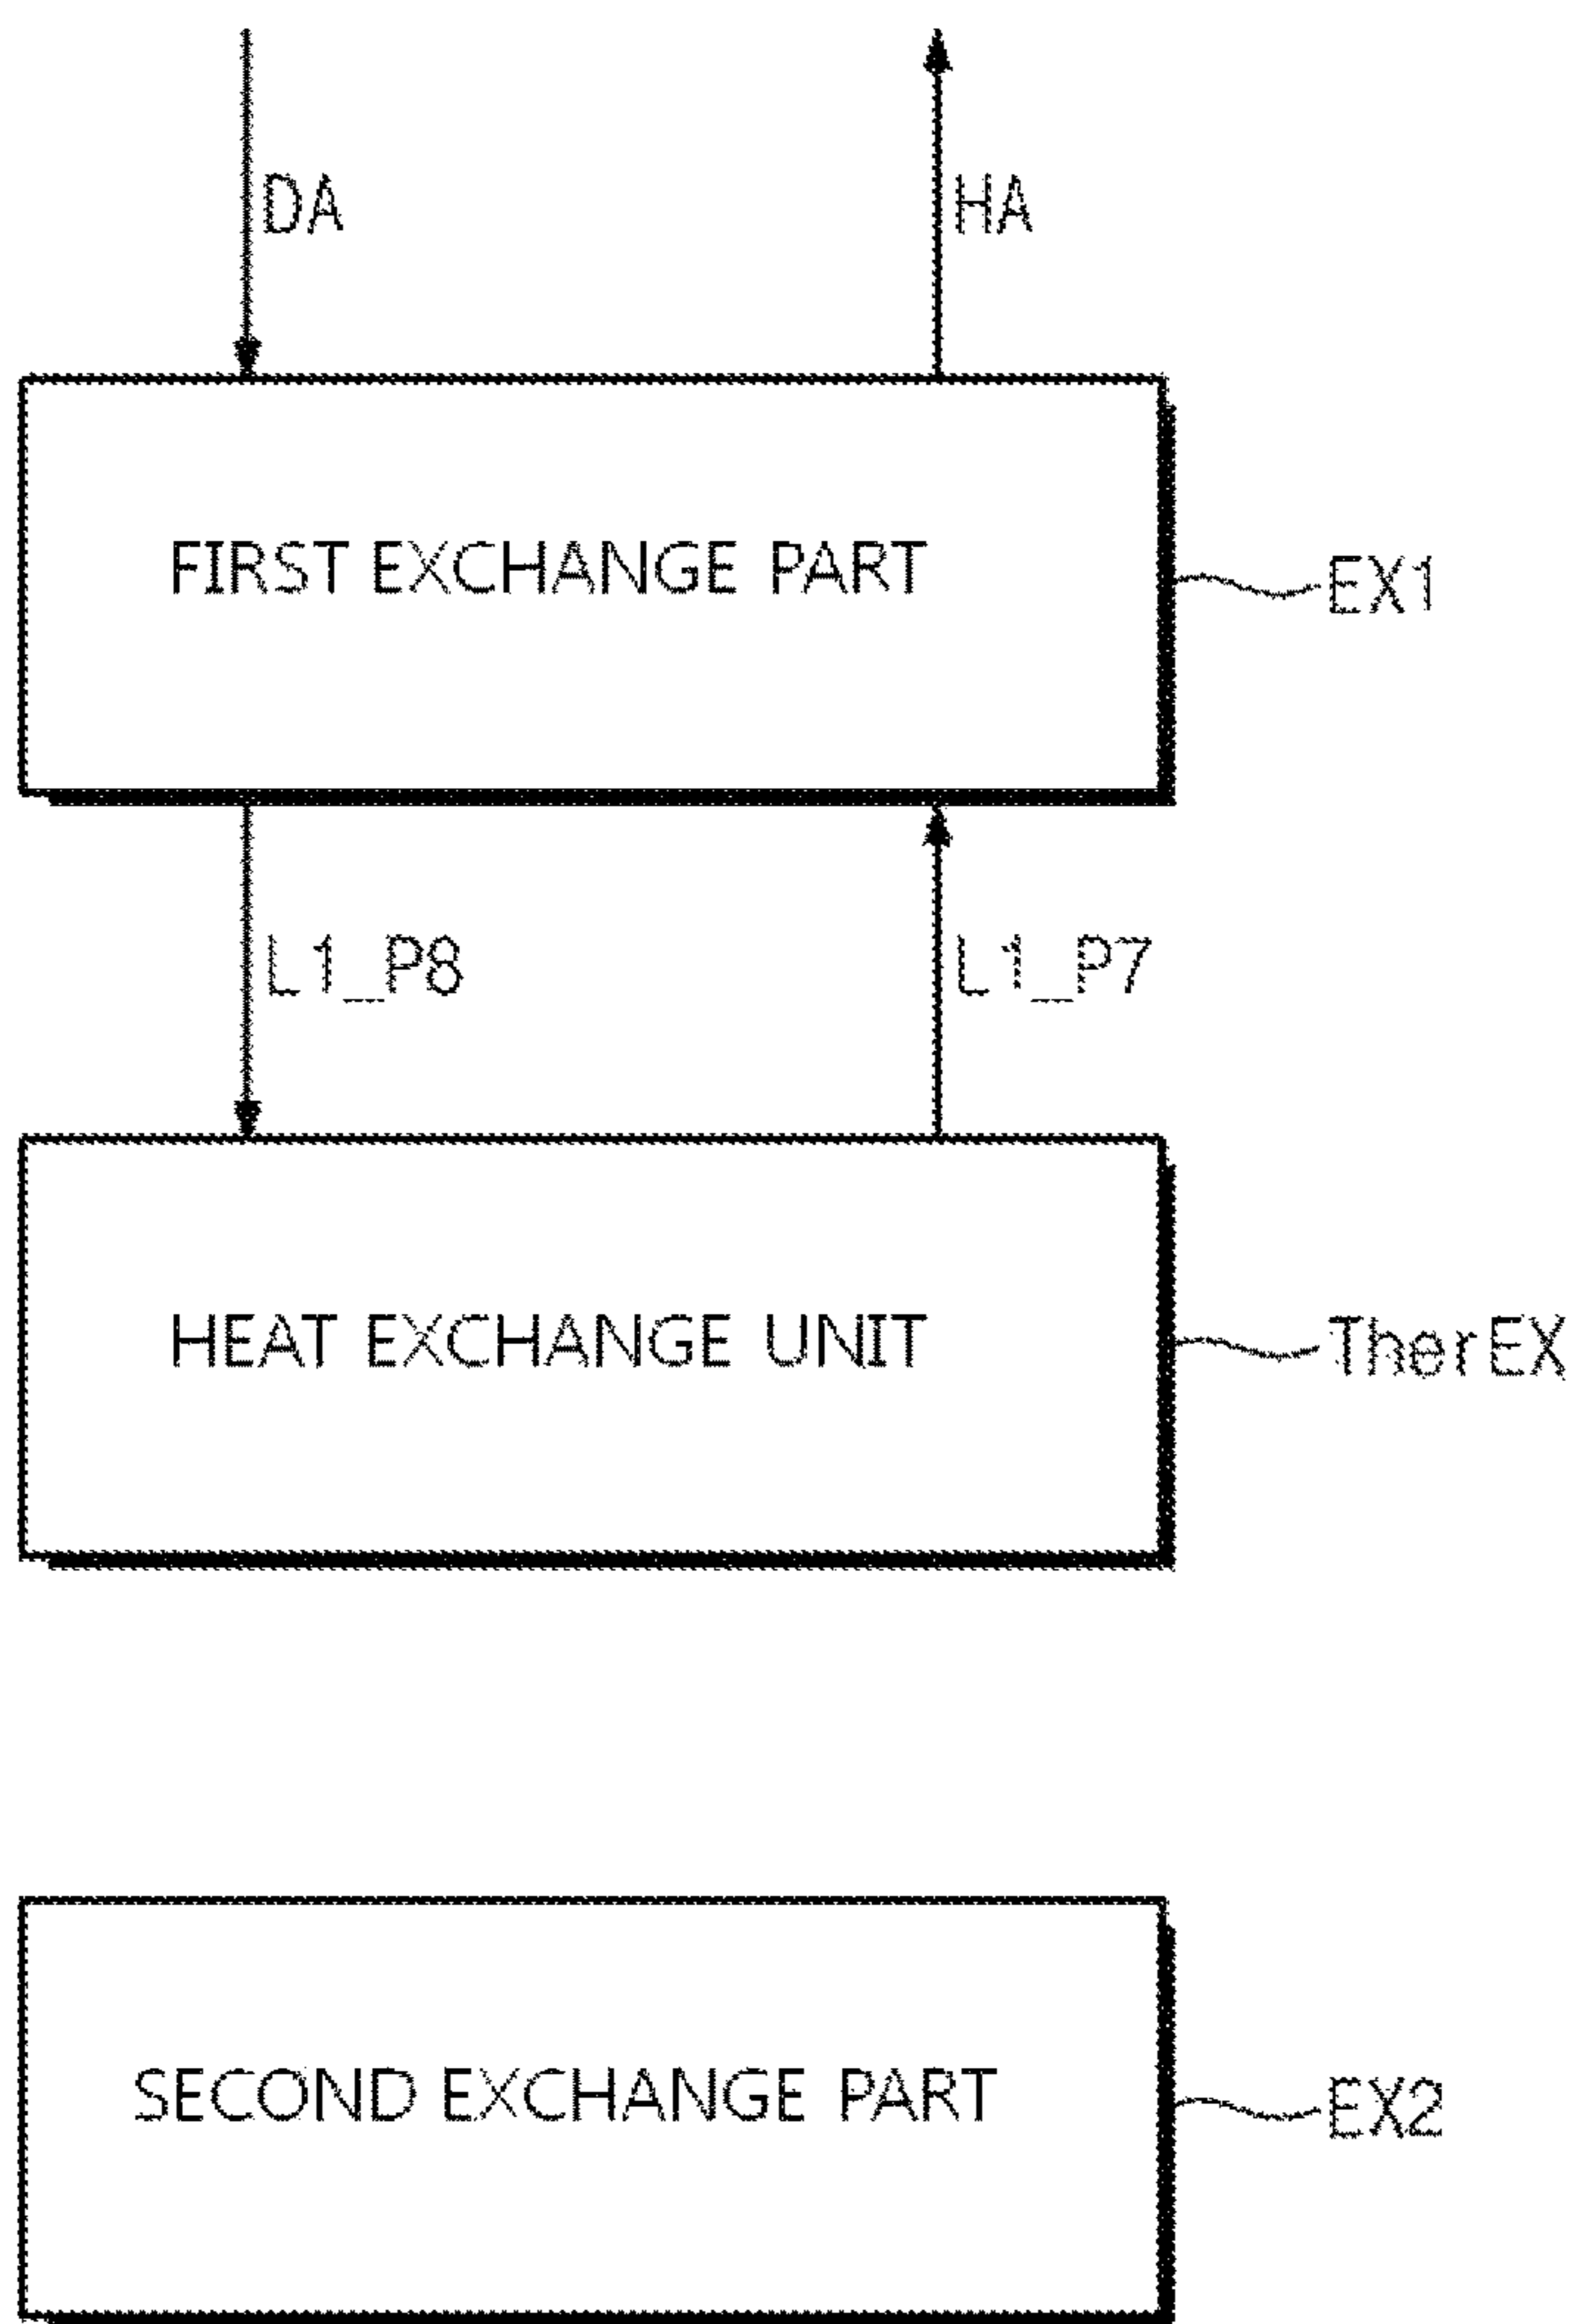 DA
HA
FIRST EXCHANGE PART
EX1
L1_P8
L1_P7
HEAT EXCHANGE UNIT
TherEX
SECOND EXCHANGE PART
EX2